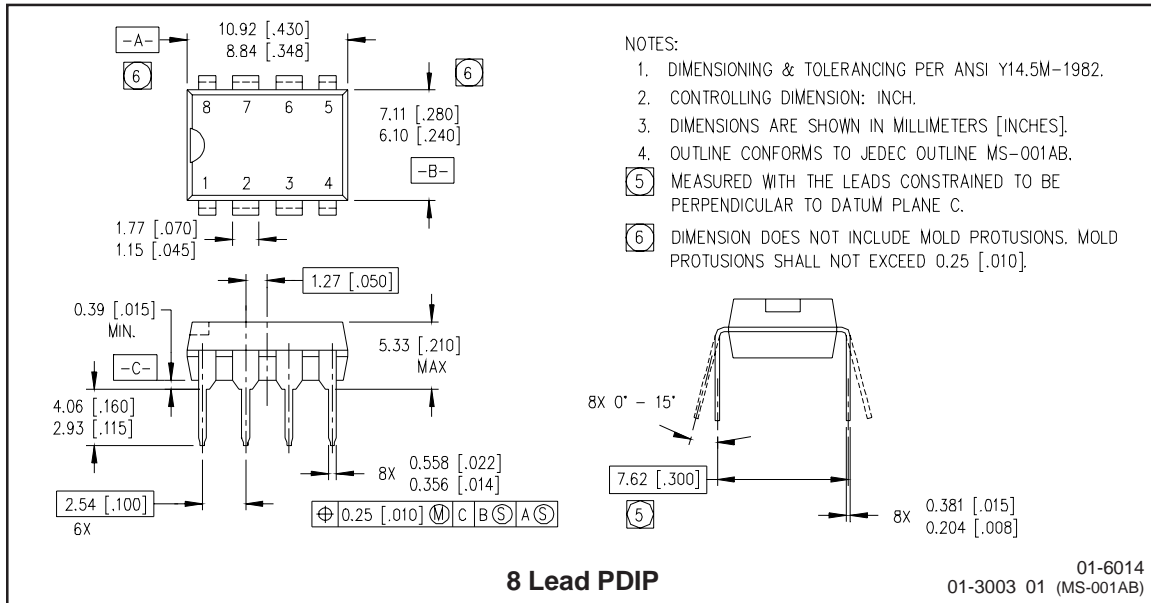 10.92 [.430]
8.84 [.348]
-A-
6
6
8 7 6 5
1 2 3 4
7.11 [.280]
6.10 [.240]
-B-
1.77 [.070]
1.15 [.045]
1.27 [.050]
0.39 [.015]
MIN.
-C-
5.33 [.210]
MAX
4.06 [.160]
2.93 [.115]
8X 0.558 [.022]
0.356 [.014]
2.54 [.100]
6X
⌖ 0.25 [.010] Ⓜ C B Ⓢ A Ⓢ
NOTES:
1. DIMENSIONING & TOLERANCING PER ANSI Y14.5M-1982.
2. CONTROLLING DIMENSION: INCH.
3. DIMENSIONS ARE SHOWN IN MILLIMETERS [INCHES].
4. OUTLINE CONFORMS TO JEDEC OUTLINE MS-001AB.
5 MEASURED WITH THE LEADS CONSTRAINED TO BE
PERPENDICULAR TO DATUM PLANE C.
6 DIMENSION DOES NOT INCLUDE MOLD PROTUSIONS. MOLD
PROTUSIONS SHALL NOT EXCEED 0.25 [.010].
8X 0° - 15°
7.62 [.300]
5
8X 0.381 [.015]
0.204 [.008]
8 Lead PDIP
01-6014
01-3003 01 (MS-001AB)